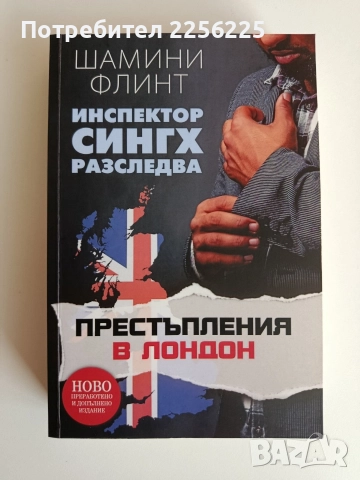 Потребител 2256225
ШАМИНИ
ФЛИНТ
ИНСПЕКТОР
СИНГХ
РАЗСЛЕДВА
ПРЕСТЪПЛЕНИЯ
В ЛОНДОН
НОВО
ПРЕРАБОТЕНО
И ДОПЪЛНЕНО
ИЗДАНИЕ
BAZAR